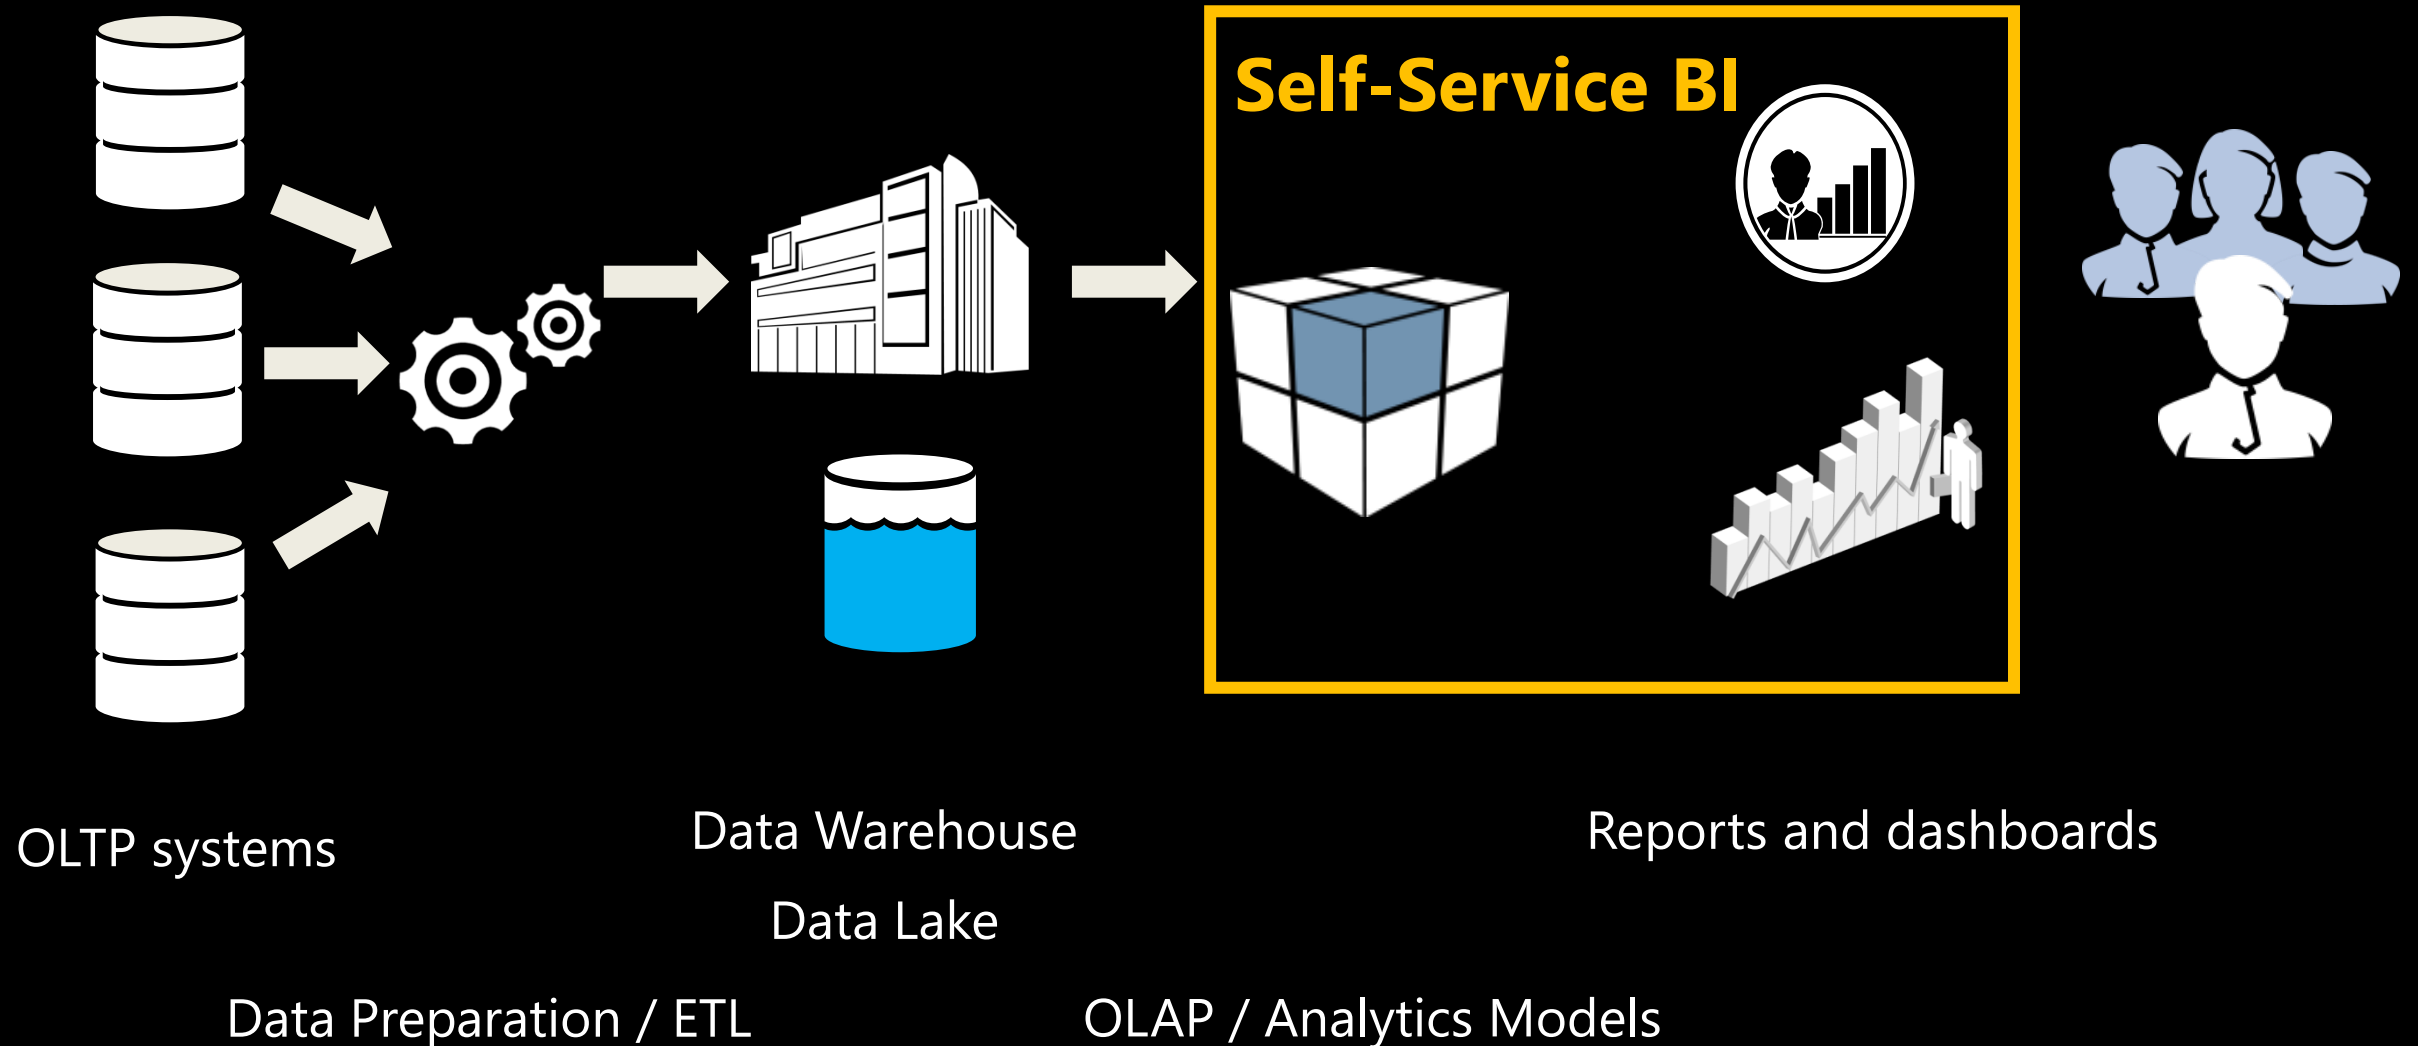 Self-Service BI
OLTP systems
Data Warehouse
Data Lake
Reports and dashboards
Data Preparation / ETL
OLAP / Analytics Models